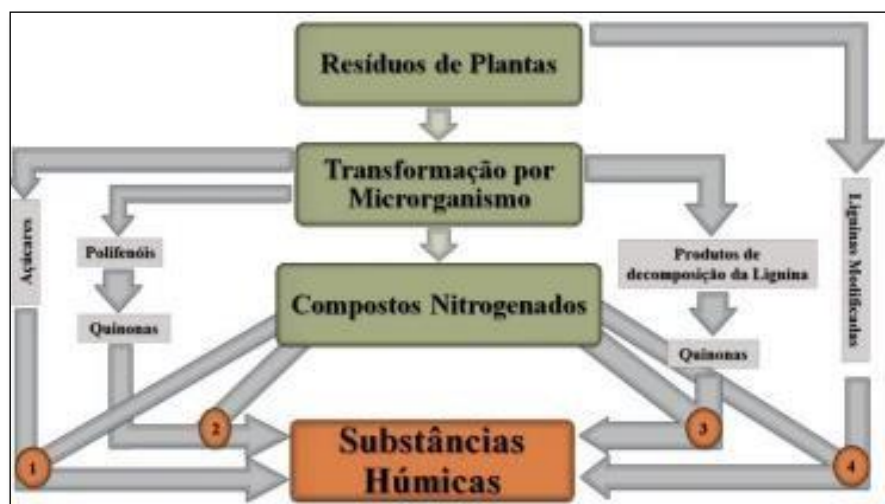 Resíduos de Plantas
Transformação por
Microrganismo
Açúcares
Polifenóis
Quinonas
Compostos Nitrogenados
Produtos de
decomposição da Lignina
Quinonas
Ligninas Modificadas
1
2
3
4
Substâncias
Húmicas